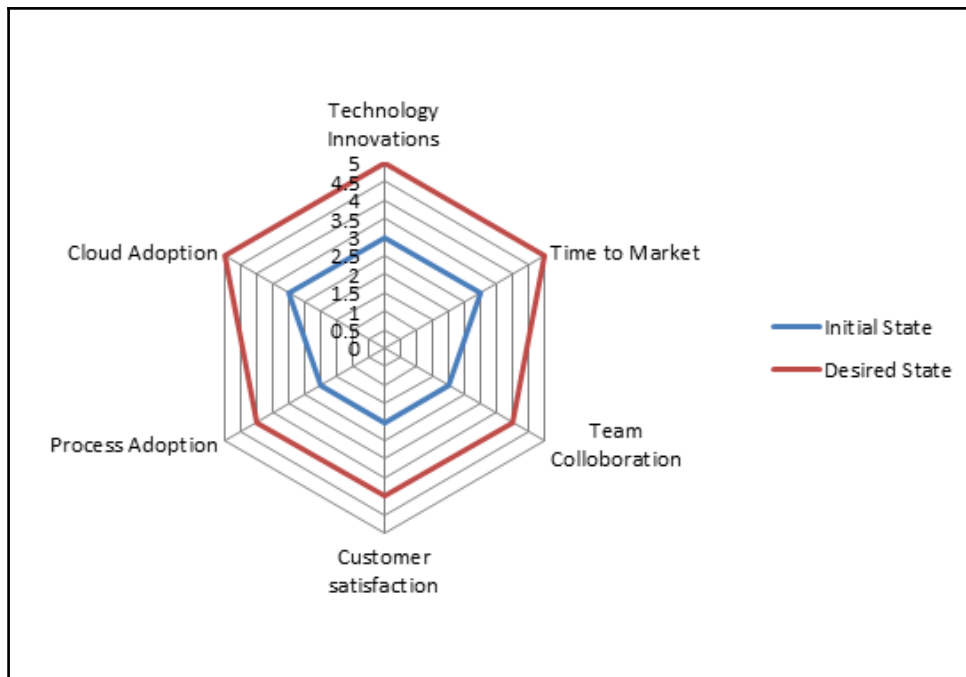 Technology
Innovations
5
4.5
4
3.5
3
2.5
2
1.5
1
0.5
0
Cloud Adoption
Time to Market
Initial State
Desired State
Process Adoption
Team
Colloboration
Customer
satisfaction